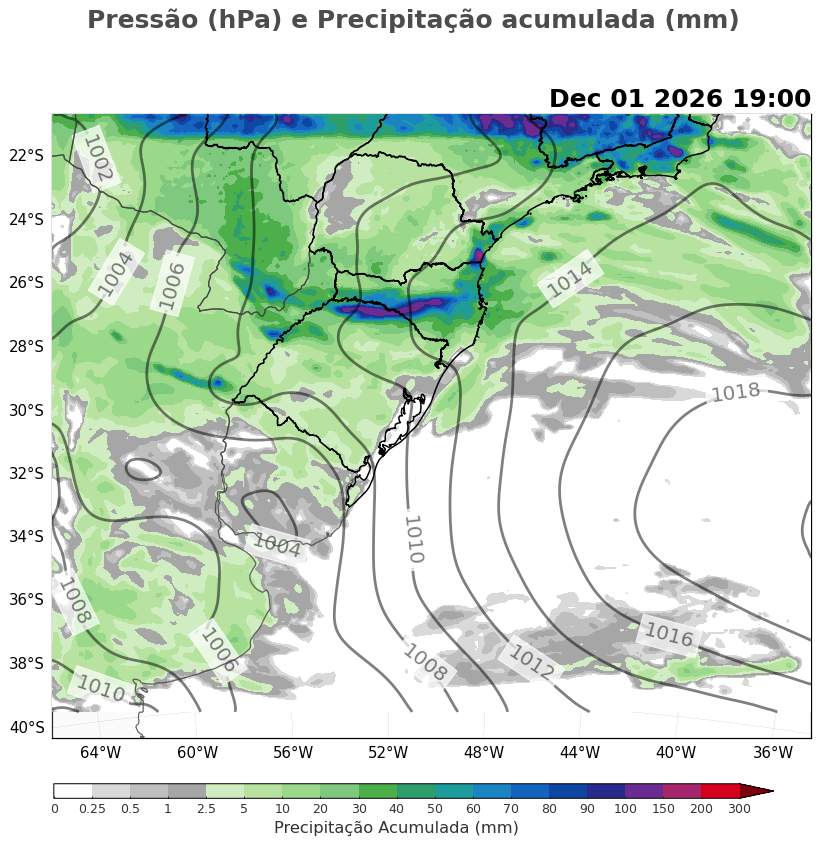 Pressão (hPa) e Precipitação acumulada (mm)
Dec 01 2026 19:00
22°S
24°S
26°S
28°S
30°S
32°S
34°S
36°S
38°S
40°S
1002
1004
1006
1014
1018
1010
1004
1008
1006
1008
1012
1016
1010
64°W 60°W 56°W 52°W 48°W 44°W 40°W 36°W
0 0.25 0.5 1 2.5 5 10 20 30 40 50 60 70 80 90 100 150 200 300
Precipitação Acumulada (mm)